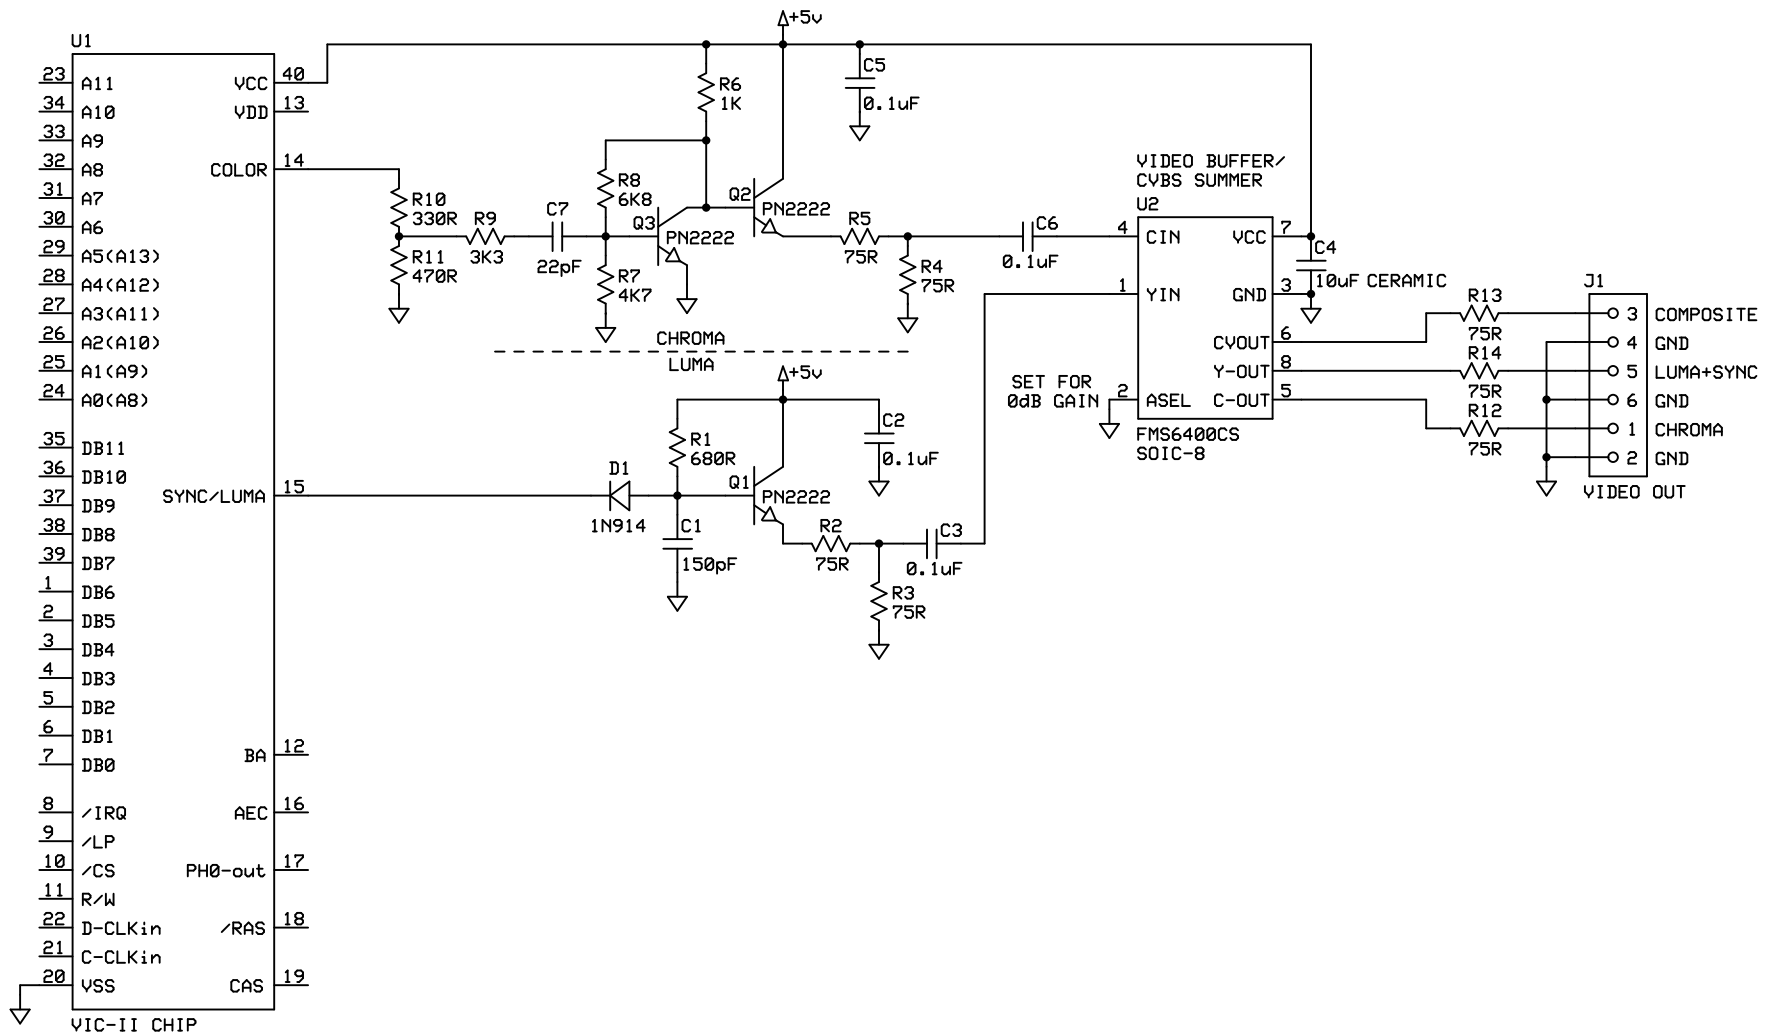 U1
23 A11
34 A10
33 A9
32 A8
31 A7
30 A6
29 A5(A13)
28 A4(A12)
27 A3(A11)
26 A2(A10)
25 A1(A9)
24 A0(A8)
35 DB11
36 DB10
37 DB9
38 DB8
39 DB7
1 DB6
2 DB5
3 DB4
4 DB3
5 DB2
6 DB1
7 DB0
8 /IRQ
9 /LP
10 /CS
11 R/W
22 D-CLKin
21 C-CLKin
20 VSS
VCC 40
VDD 13
COLOR 14
SYNC/LUMA 15
BA 12
AEC 16
PH0-out 17
/RAS 18
CAS 19
VIC-II CHIP
+5v
R6
1K
C5
0.1uF
R10
330R
R11
470R
R9
3K3
C7
22pF
R8
6K8
R7
4K7
Q3
PN2222
Q2
PN2222
R5
75R
R4
75R
C6
0.1uF
CHROMA
LUMA
+5v
R1
680R
C2
0.1uF
D1
1N914
C1
150pF
Q1
PN2222
R2
75R
R3
75R
C3
0.1uF
VIDEO BUFFER/
CVBS SUMMER
U2
4 CIN
1 YIN
2 ASEL
VCC 7
GND 3
CVOUT 6
Y-OUT 8
C-OUT 5
SET FOR
0dB GAIN
FMS6400CS
SOIC-8
C4
10uF CERAMIC
R13
75R
R14
75R
R12
75R
J1
3 COMPOSITE
4 GND
5 LUMA+SYNC
6 GND
1 CHROMA
2 GND
VIDEO OUT